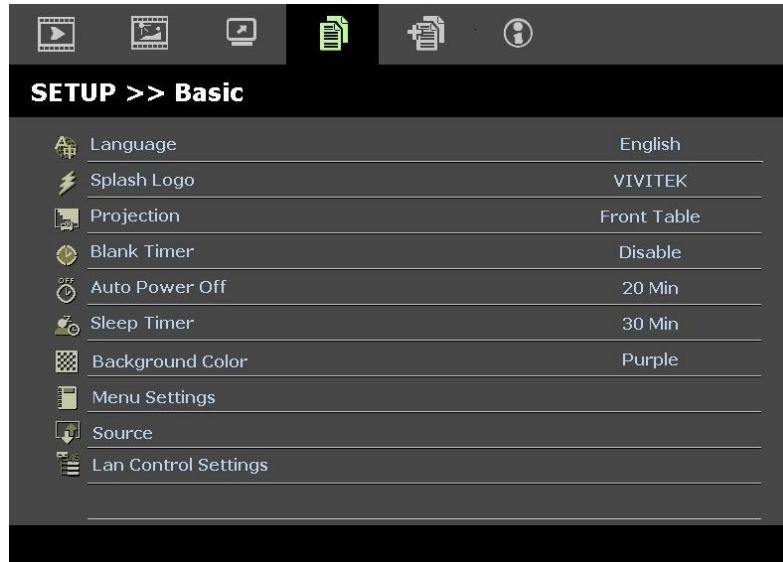 SETUP >> Basic
Language English
Splash Logo VIVITEK
Projection Front Table
Blank Timer Disable
OFF
Auto Power Off 20 Min
Sleep Timer 30 Min
Background Color Purple
Menu Settings
Source
Lan Control Settings